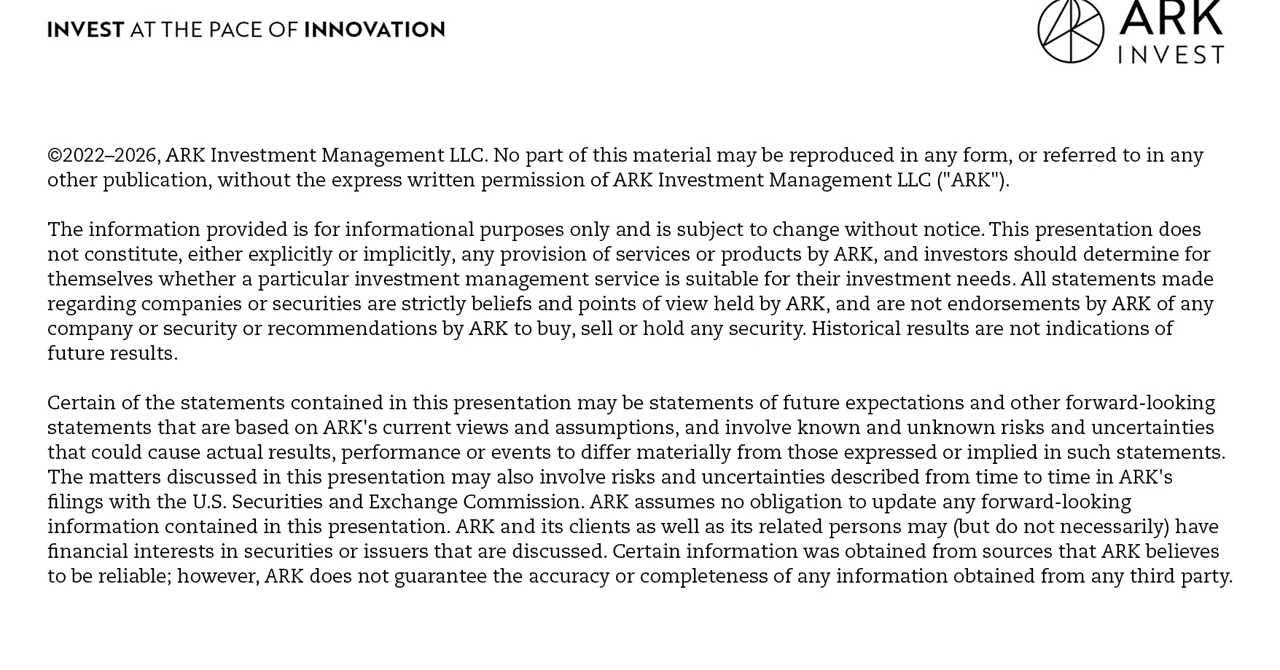 INVEST AT THE PACE OF INNOVATION
ARK
INVEST
©2022–2026, ARK Investment Management LLC. No part of this material may be reproduced in any form, or referred to in any
other publication, without the express written permission of ARK Investment Management LLC ("ARK").
The information provided is for informational purposes only and is subject to change without notice. This presentation does
not constitute, either explicitly or implicitly, any provision of services or products by ARK, and investors should determine for
themselves whether a particular investment management service is suitable for their investment needs. All statements made
regarding companies or securities are strictly beliefs and points of view held by ARK, and are not endorsements by ARK of any
company or security or recommendations by ARK to buy, sell or hold any security. Historical results are not indications of
future results.
Certain of the statements contained in this presentation may be statements of future expectations and other forward-looking
statements that are based on ARK's current views and assumptions, and involve known and unknown risks and uncertainties
that could cause actual results, performance or events to differ materially from those expressed or implied in such statements.
The matters discussed in this presentation may also involve risks and uncertainties described from time to time in ARK's
filings with the U.S. Securities and Exchange Commission. ARK assumes no obligation to update any forward-looking
information contained in this presentation. ARK and its clients as well as its related persons may (but do not necessarily) have
financial interests in securities or issuers that are discussed. Certain information was obtained from sources that ARK believes
to be reliable; however, ARK does not guarantee the accuracy or completeness of any information obtained from any third party.